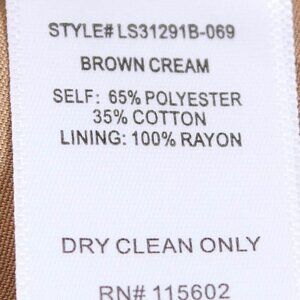 STYLE# LS31291B-069
BROWN CREAM
SELF: 65% POLYESTER
35% COTTON
LINING: 100% RAYON
DRY CLEAN ONLY
RN# 115602